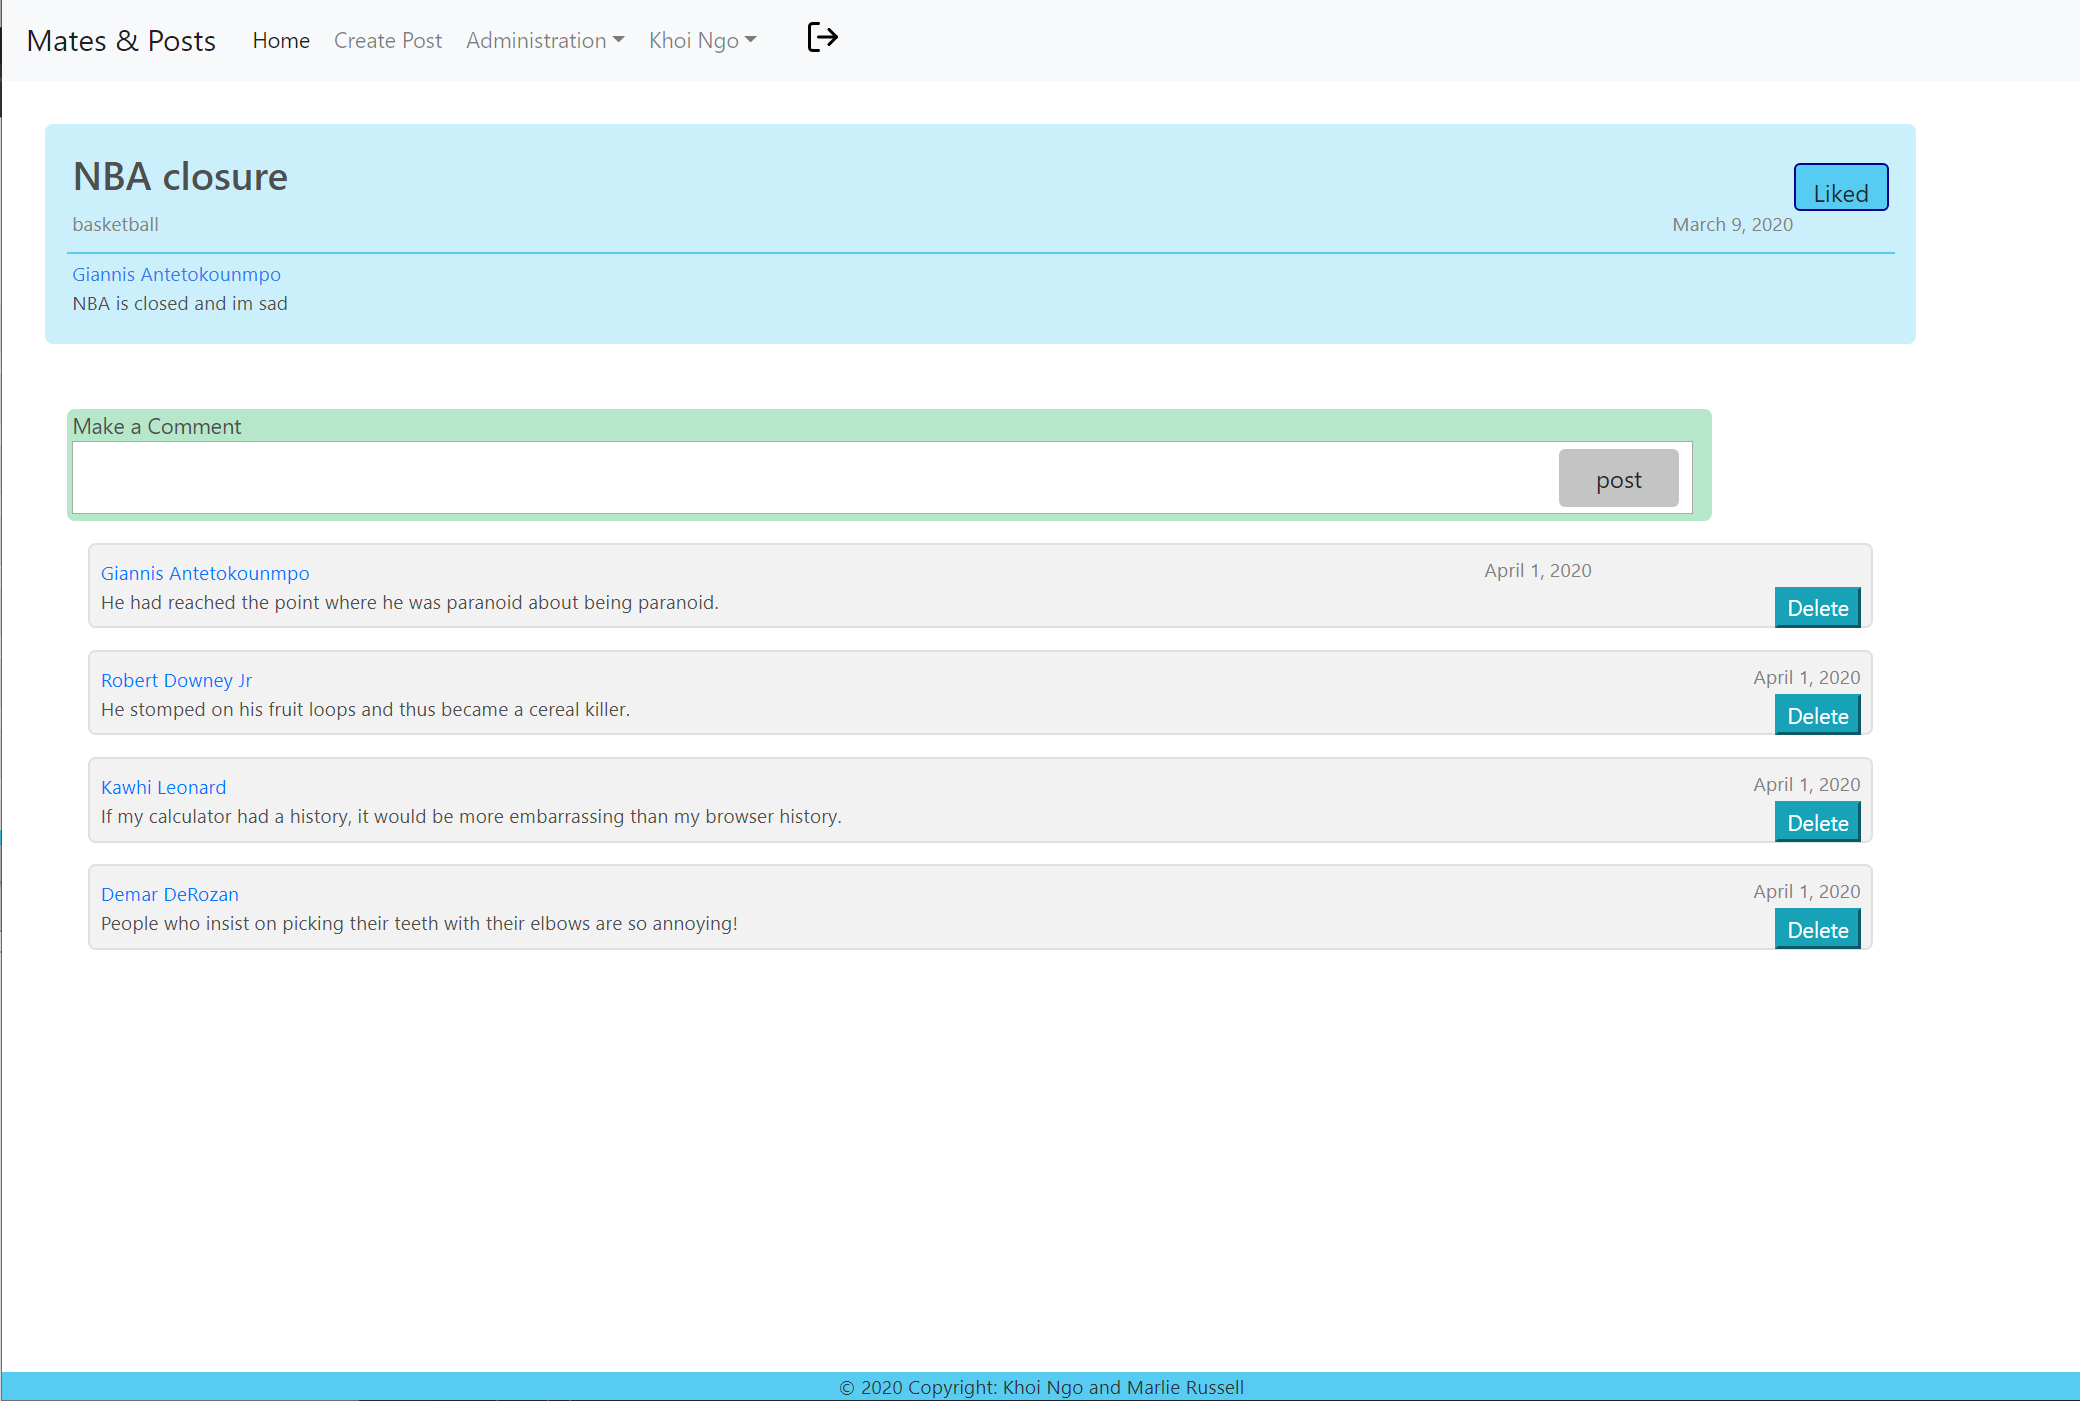 Mates & Posts Home Create Post Administration Khoi Ngo
NBA closure
Liked
basketball March 9, 2020
Giannis Antetokounmpo
NBA is closed and im sad
Make a Comment
post
Giannis Antetokounmpo April 1, 2020
He had reached the point where he was paranoid about being paranoid.
Delete
Robert Downey Jr April 1, 2020
He stomped on his fruit loops and thus became a cereal killer.
Delete
Kawhi Leonard April 1, 2020
If my calculator had a history, it would be more embarrassing than my browser history.
Delete
Demar DeRozan April 1, 2020
People who insist on picking their teeth with their elbows are so annoying!
Delete
© 2020 Copyright: Khoi Ngo and Marlie Russell